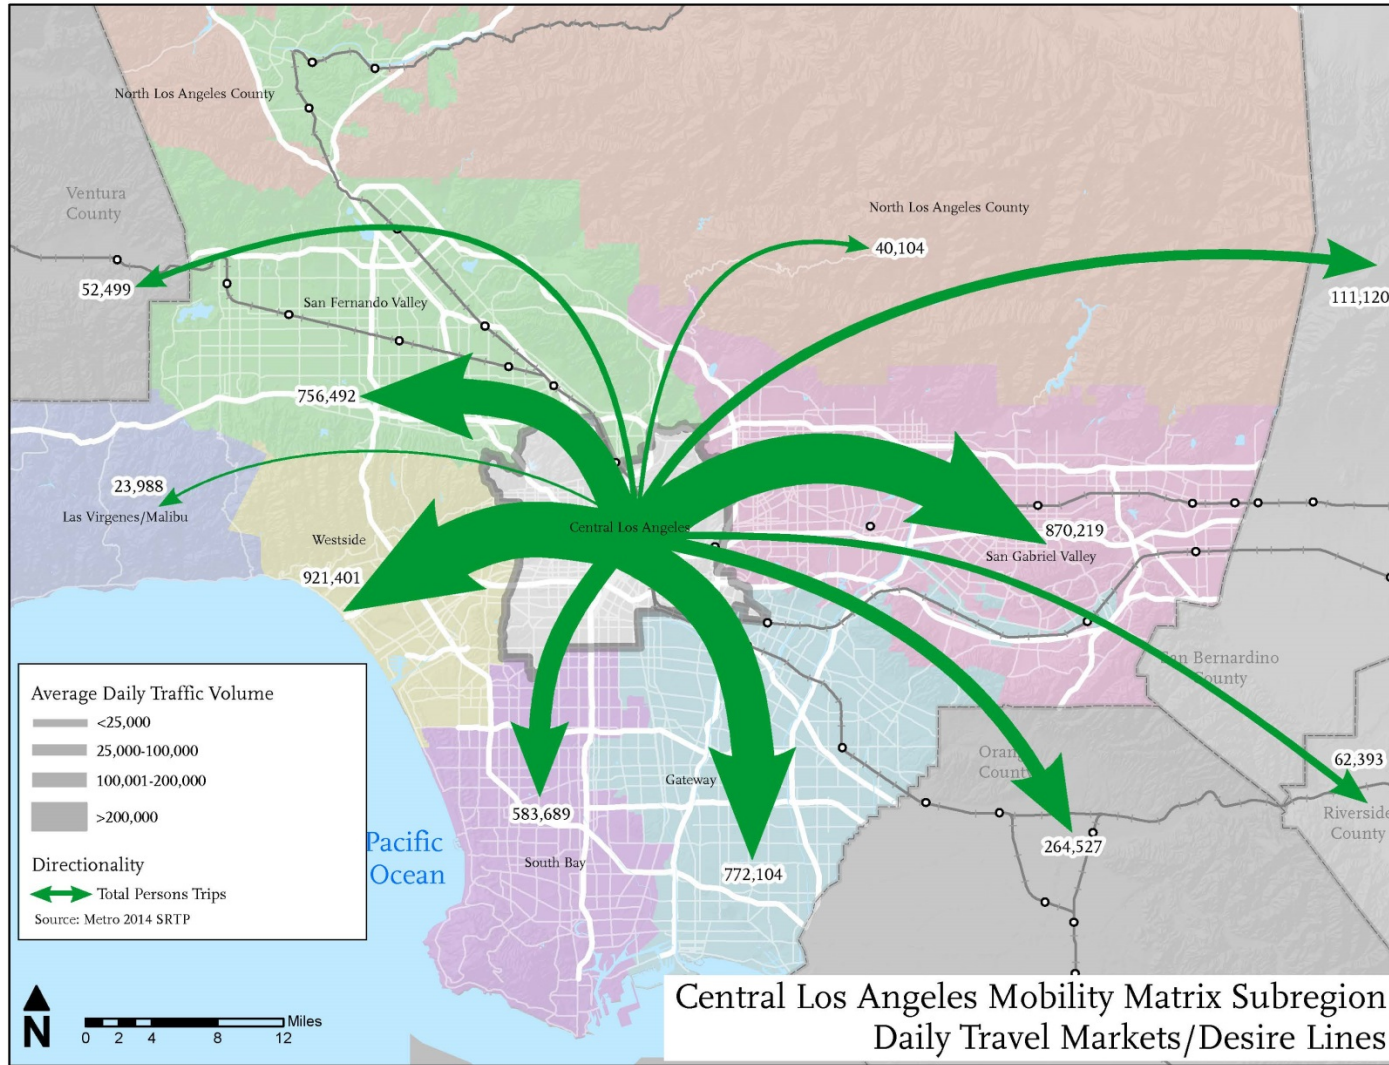 North Los Angeles County
Ventura
County
North Los Angeles County
40,104
52,499
111,120
San Fernando Valley
756,492
23,988
Las Virgenes/Malibu
Westside
921,401
Central Los Angeles
870,219
San Gabriel Valley
San Bernardino
County
Average Daily Traffic Volume
<25,000
25,000-100,000
100,001-200,000
>200,000
Directionality
Total Persons Trips
Source: Metro 2014 SRTP
Pacific
Ocean
583,689
South Bay
Gateway
772,104
Orange
County
264,527
62,393
Riverside
County
N
0 2 4 8 12 Miles
Central Los Angeles Mobility Matrix Subregion
Daily Travel Markets/Desire Lines